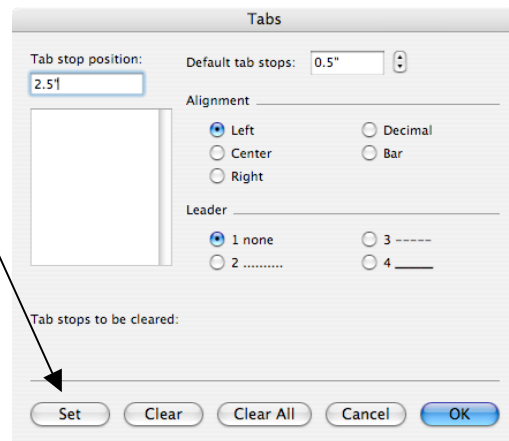 Tabs
Tab stop position:
Default tab stops: 0.5"
2.5"
Alignment
Left
Decimal
Center
Bar
Right
Leader
1 none
3 -----
2 ..........
4 _____
Tab stops to be cleared:
Set Clear Clear All Cancel OK